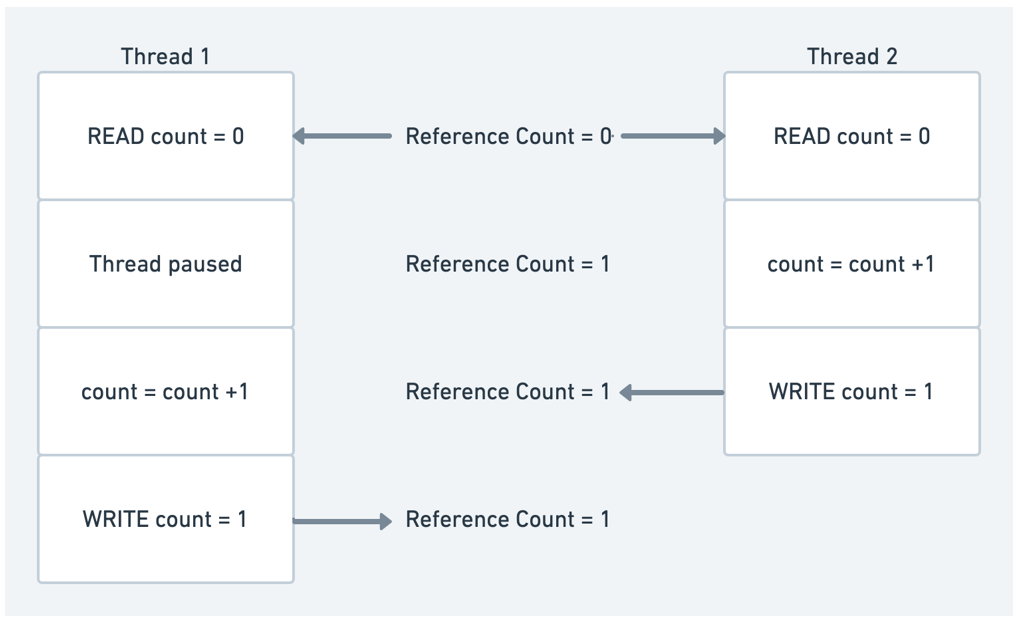 Thread 1
Thread 2
READ count = 0
Reference Count = 0
READ count = 0
Thread paused
Reference Count = 1
count = count +1
count = count +1
Reference Count = 1
WRITE count = 1
WRITE count = 1
Reference Count = 1